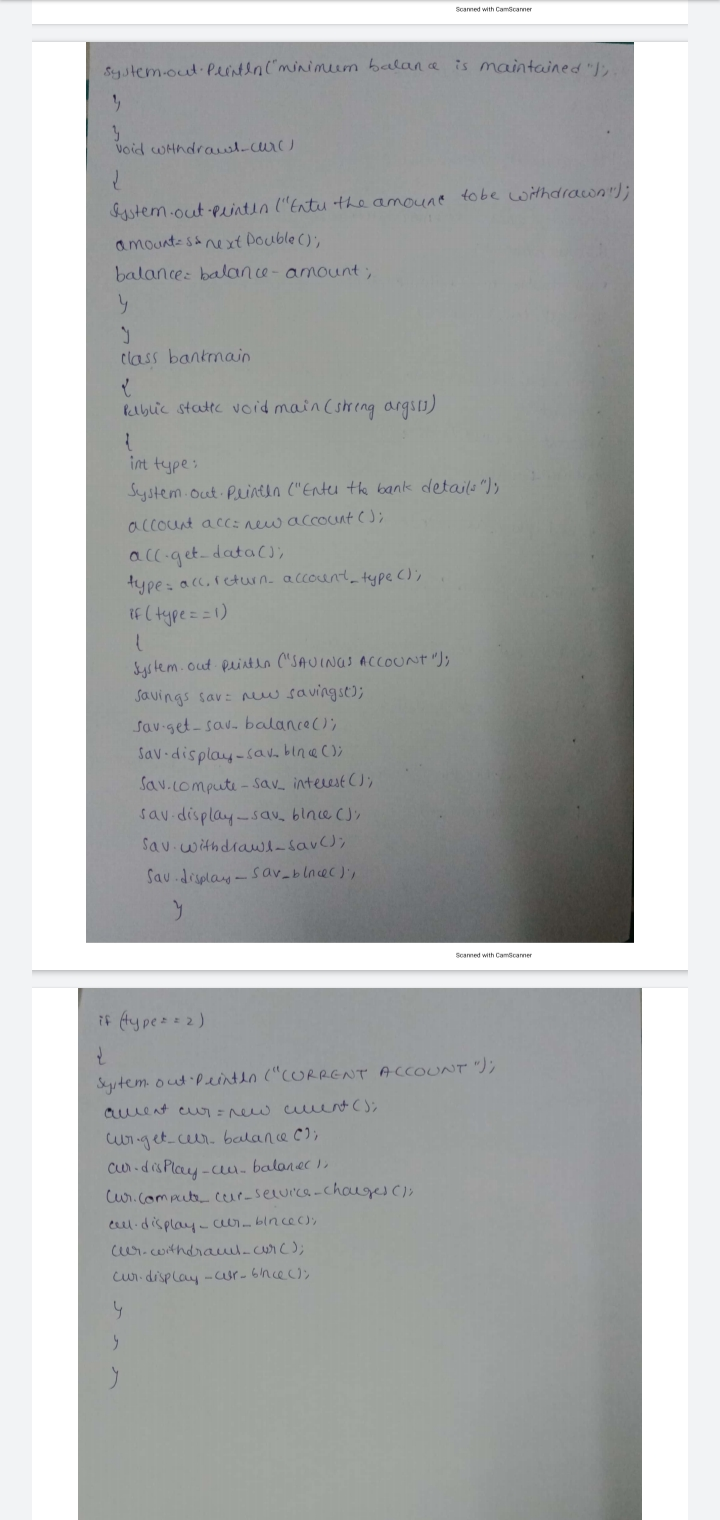 Scanned with CamScanner
System.out.Println("minimum balance is maintained");
}
}
void withdrawl_cur()
{
System.out.println("Enter the amount to be withdrawn");
amount=ss nextDouble();
balance=balance-amount;
}
}
class bankmain
{
Public static void main(string args[])
{
int type:
System.out.Println("Enter the bank details");
account acc=new account();
acc.get_data();
type=acc.return_account_type();
if(type==1)
{
System.out.println("SAVINGS ACCOUNT");
savings sav=new savings();
sav.get_sav_balance();
sav.display_sav_blnce();
sav.compute_sav_interest();
sav.display_sav_blnce();
sav.withdrawl_sav();
sav.display_sav_blnce();
}
Scanned with CamScanner
if(type==2)
{
System.out.Println("CURRENT ACCOUNT");
current cur=new current();
cur.get_cur_balance();
cur.disPlay_cur_balance();
Cur.compute_cur_service_charges();
cur.display_cur_blnce();
cur.withdrawl_cur();
cur.display_cur_blnce();
}
}
}